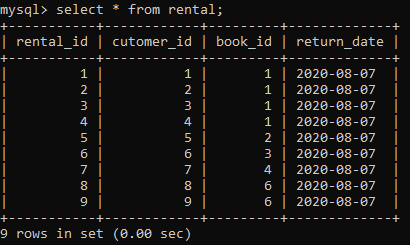 mysql> select * from rental;
+-----------+------------+---------+-------------+
| rental_id | cutomer_id | book_id | return_date |
+-----------+------------+---------+-------------+
|         1 |          1 |       1 | 2020-08-07  |
|         2 |          2 |       1 | 2020-08-07  |
|         3 |          3 |       1 | 2020-08-07  |
|         4 |          4 |       1 | 2020-08-07  |
|         5 |          5 |       2 | 2020-08-07  |
|         6 |          6 |       3 | 2020-08-07  |
|         7 |          7 |       4 | 2020-08-07  |
|         8 |          8 |       6 | 2020-08-07  |
|         9 |          9 |       6 | 2020-08-07  |
+-----------+------------+---------+-------------+
9 rows in set (0.00 sec)